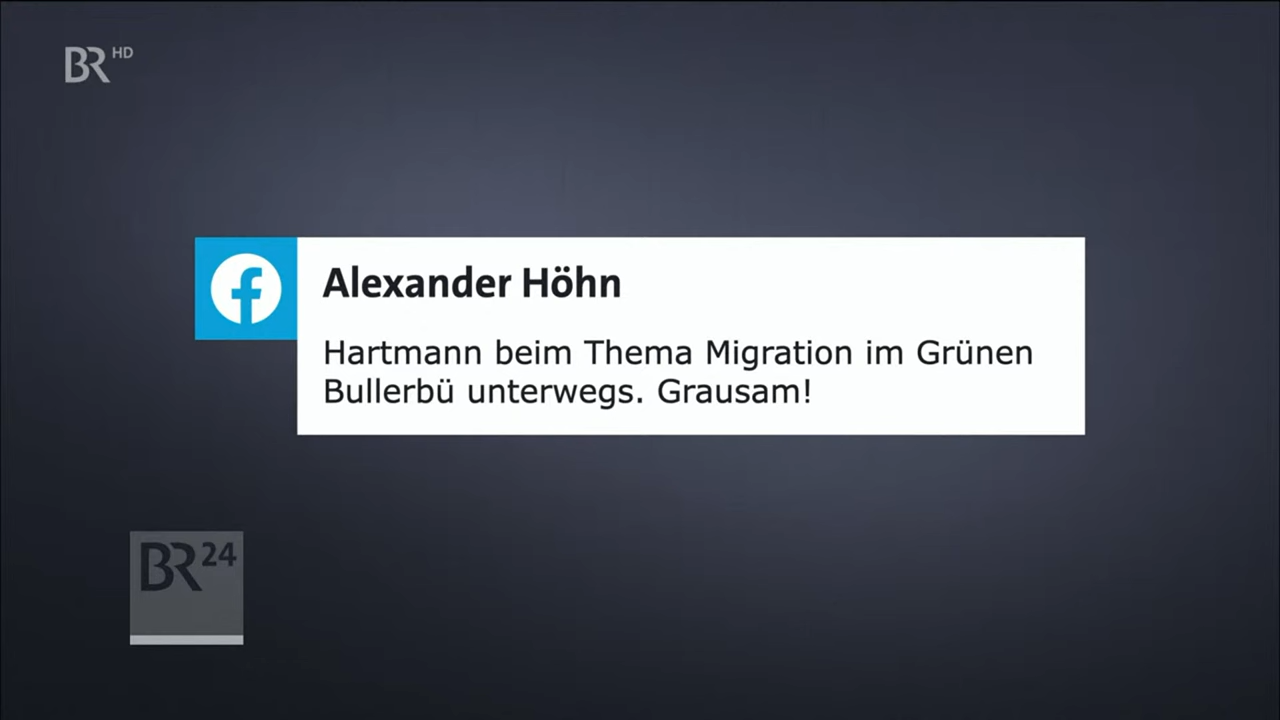 BR HD
Alexander Höhn
Hartmann beim Thema Migration im Grünen
Bullerbü unterwegs. Grausam!
BR24